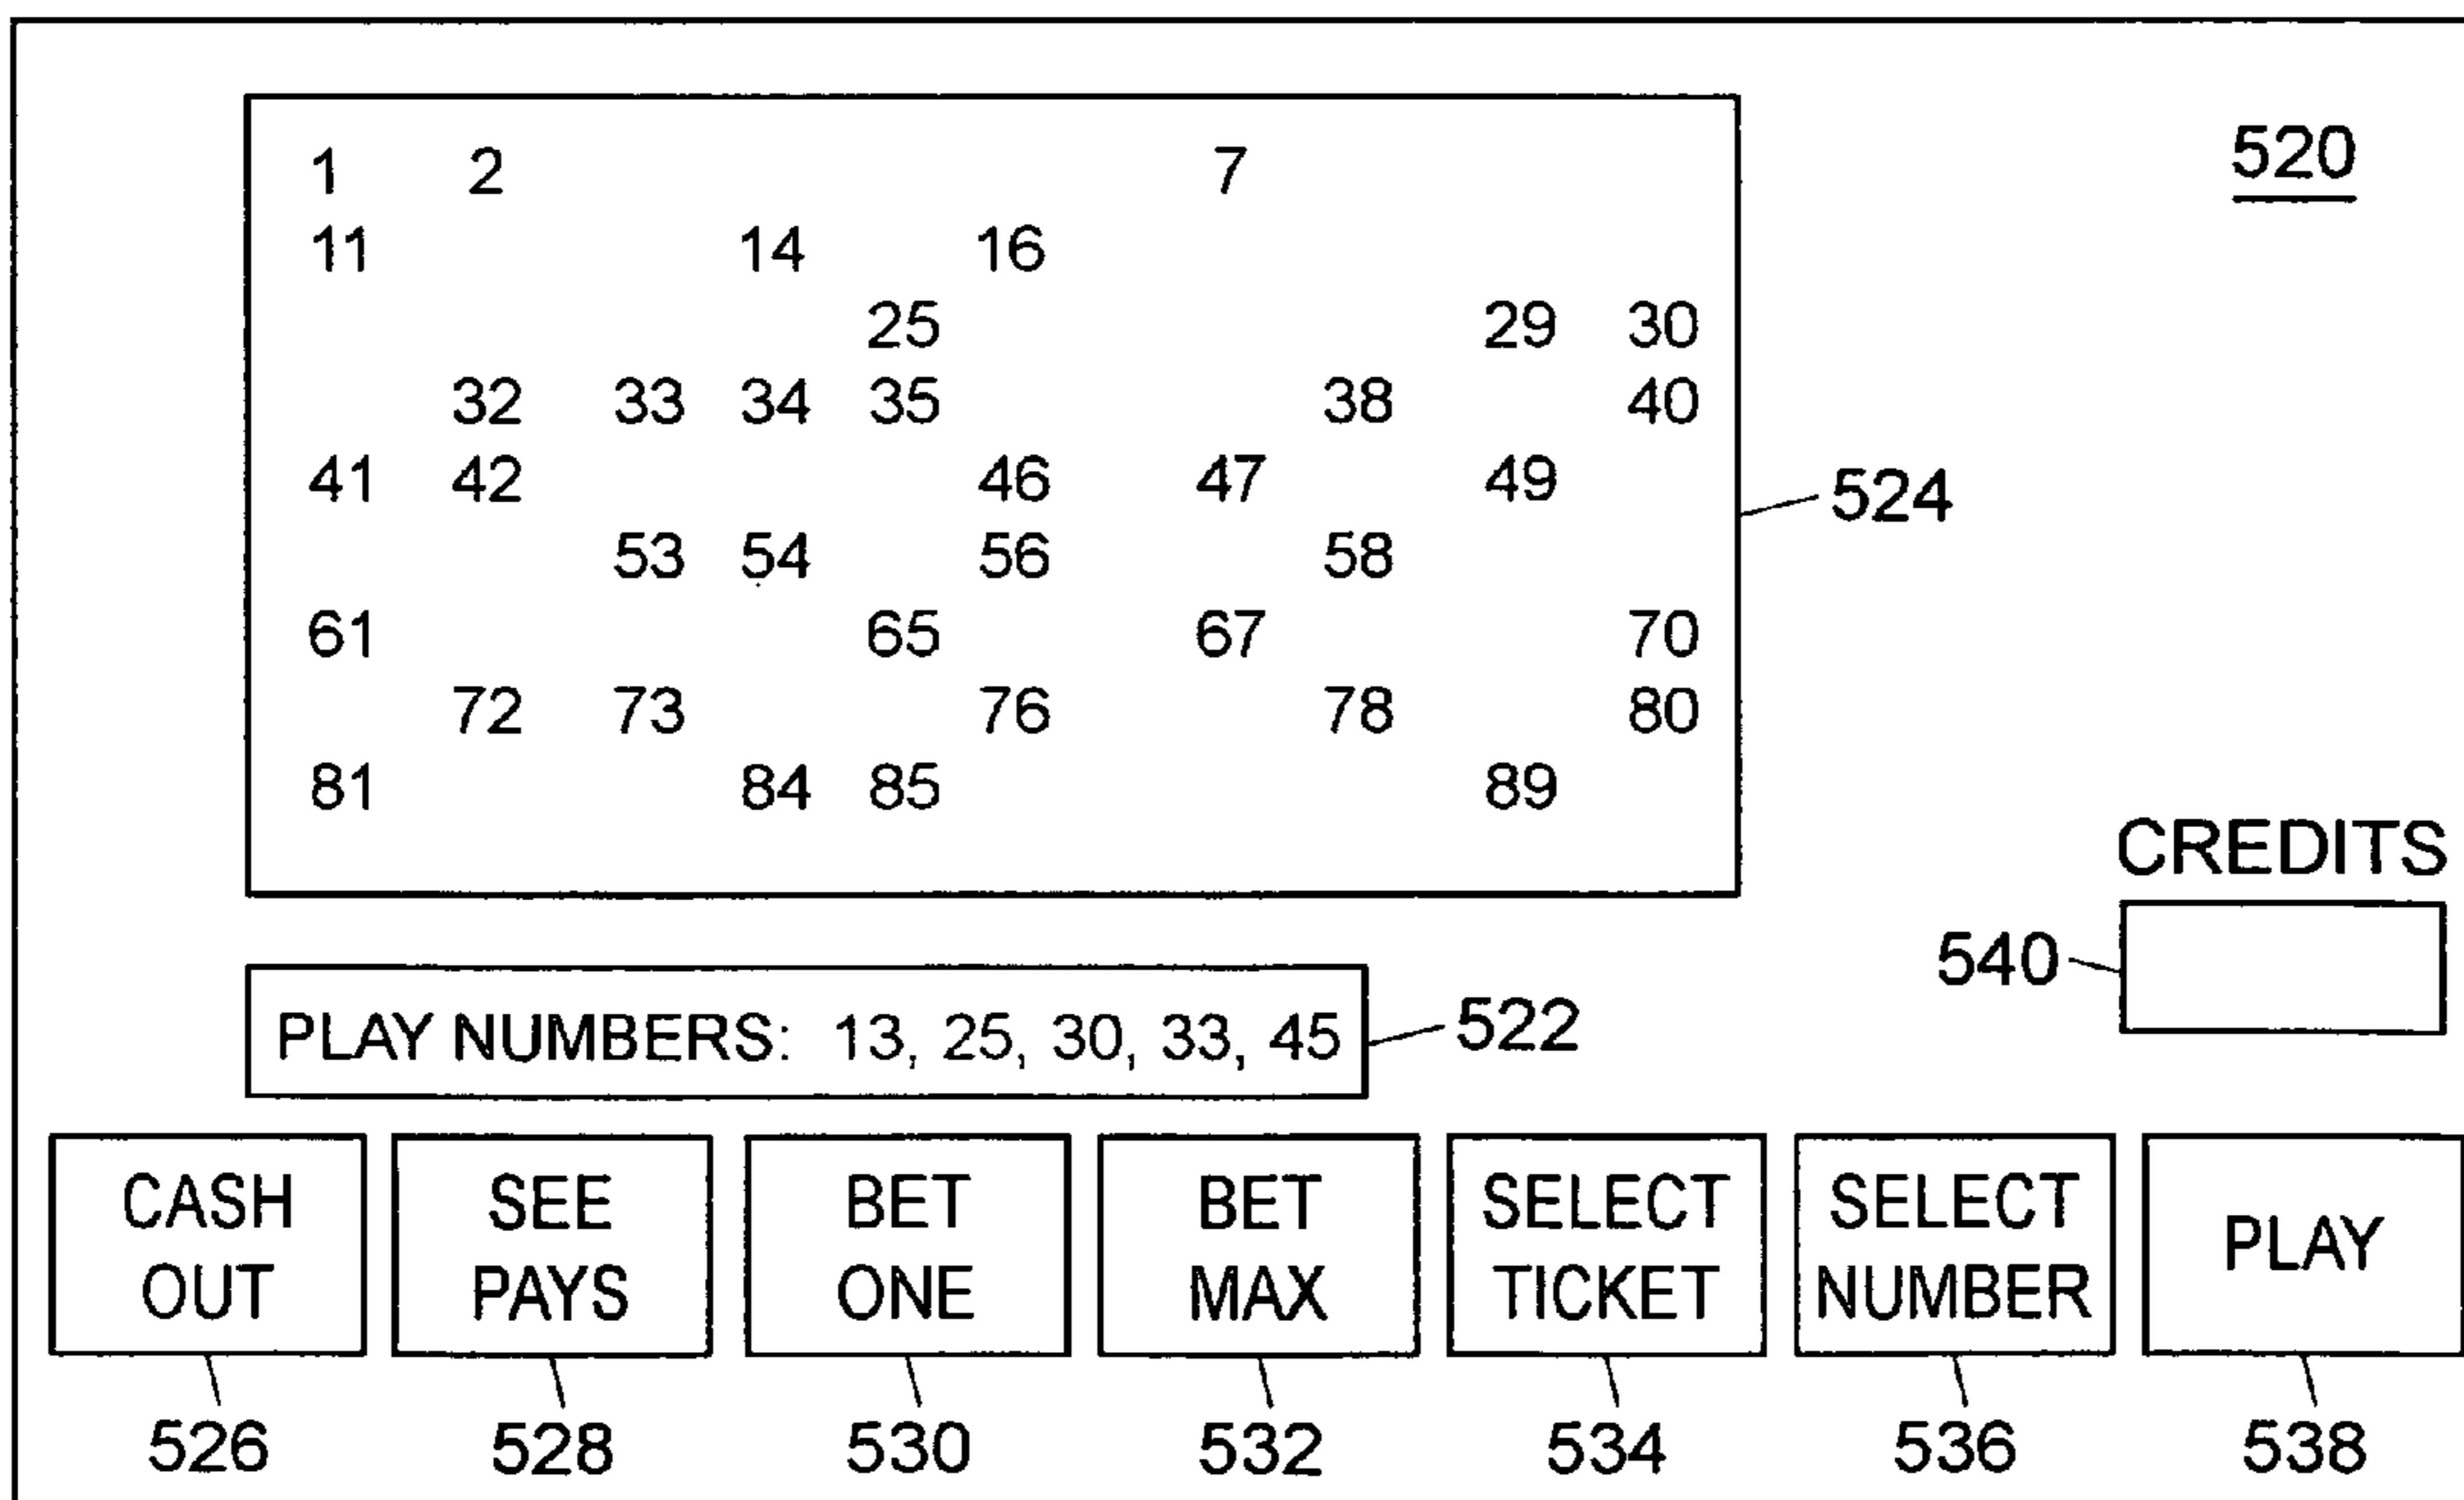 520
1 2 7
11 14 16
25 29 30
32 33 34 35 38 40
41 42 46 47 49
524
53 54 56 58
61 65 67 70
72 73 76 78 80
81 84 85 89
CREDITS
540
PLAY NUMBERS: 13, 25, 30, 33, 45
522
CASH
OUT
SEE
PAYS
BET
ONE
BET
MAX
SELECT
TICKET
SELECT
NUMBER
PLAY
526 528 530 532 534 536 538